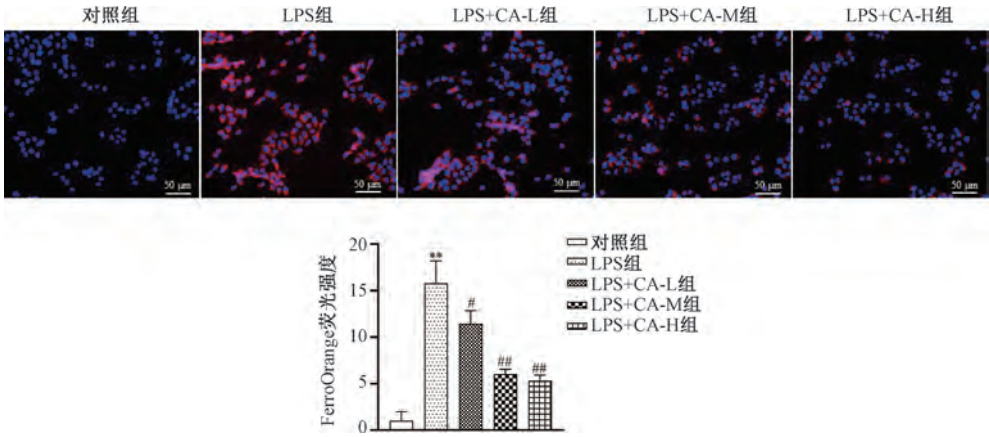 对照组
LPS组
LPS+CA-L组
LPS+CA-M组
LPS+CA-H组
50 μm
50 μm
50 μm
50 μm
50 μm
FerroOrange荧光强度
20
15
10
5
0
**
#
##
##
对照组
LPS组
LPS+CA-L组
LPS+CA-M组
LPS+CA-H组